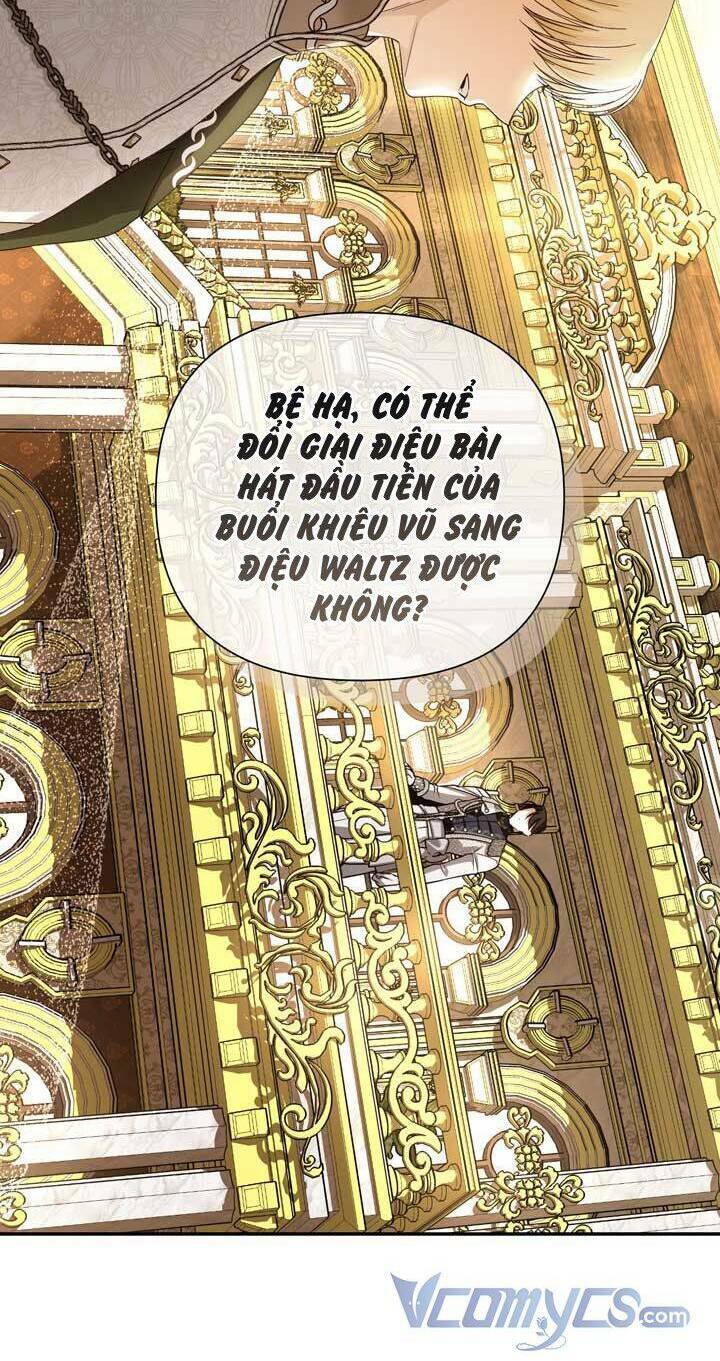 BỆ HẠ, CÓ THỂ
ĐỔI GIAI ĐIỆU BÀI
HÁT ĐẦU TIÊN CỦA
BUỔI KHIÊU VŨ SANG
ĐIỆU WALTZ ĐƯỢC
KHÔNG?
VCOMYCS.com